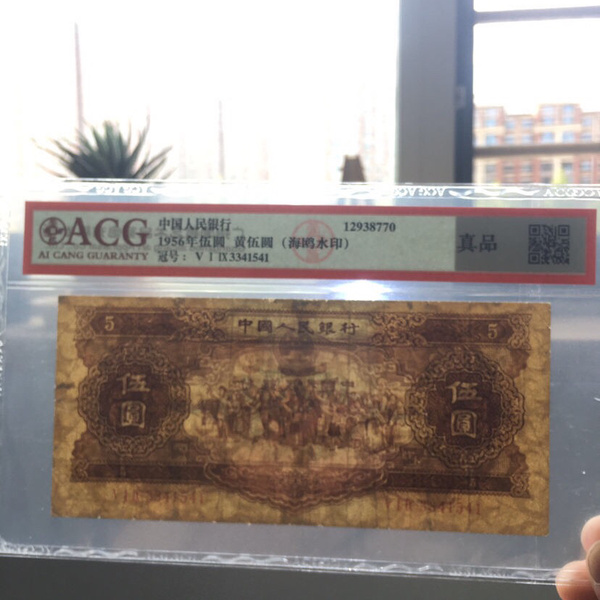 ACG
AI CANG GUARANTY
中国人民银行
12938770
1956年伍圆 黄伍圆（海鸥水印）
冠号： V I IX 3341541
真品
5
中國人民銀行
5
伍圓
伍圓